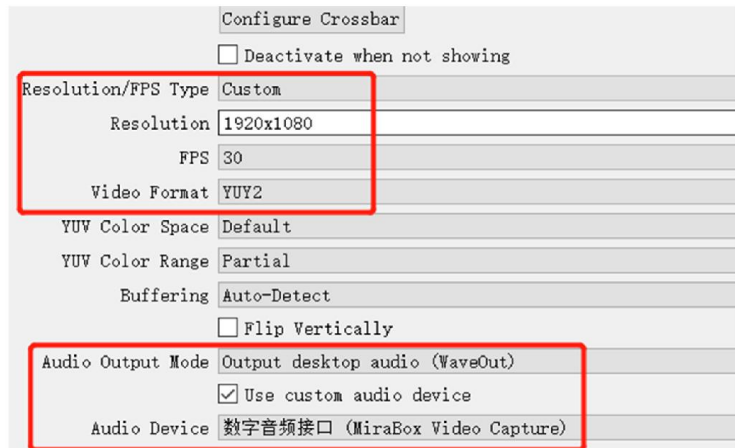 Configure Crossbar
Deactivate when not showing
Resolution/FPS Type Custom
Resolution 1920x1080
FPS 30
Video Format YUY2
YUV Color Space Default
YUV Color Range Partial
Buffering Auto-Detect
Flip Vertically
Audio Output Mode Output desktop audio (WaveOut)
Use custom audio device
Audio Device 数字音频接口 (MiraBox Video Capture)